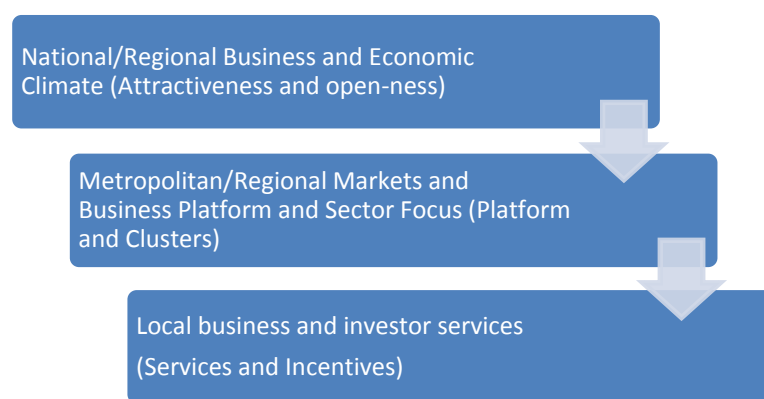 National/Regional Business and Economic
Climate (Attractiveness and open-ness)
Metropolitan/Regional Markets and
Business Platform and Sector Focus (Platform
and Clusters)
Local business and investor services
(Services and Incentives)